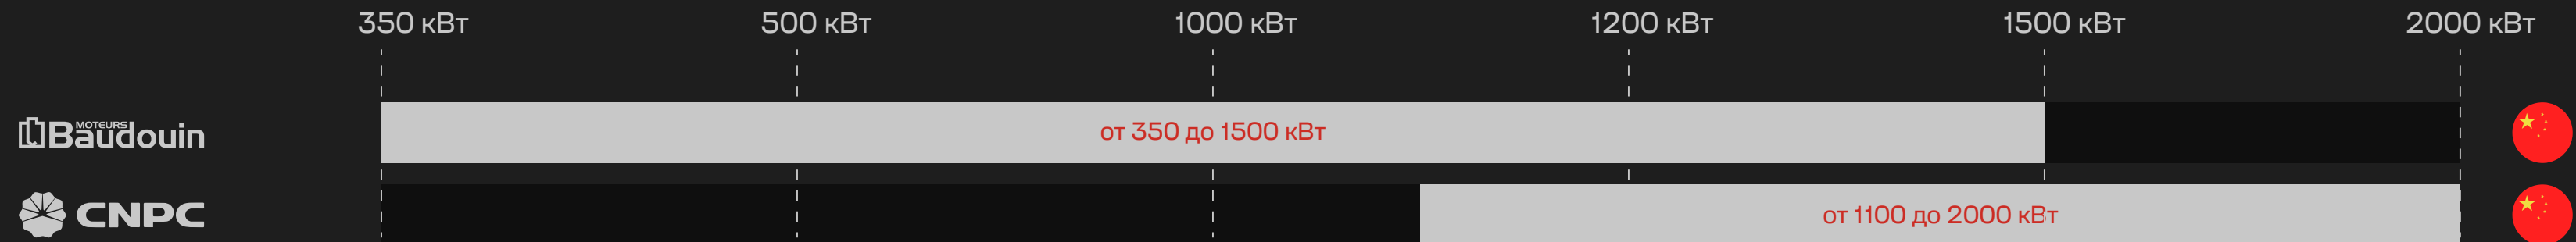 350 кВт 500 кВт 1000 кВт 1200 кВт 1500 кВт 2000 кВт
MOTEURS
Baudouin
от 350 до 1500 кВт
CNPC
от 1100 до 2000 кВт